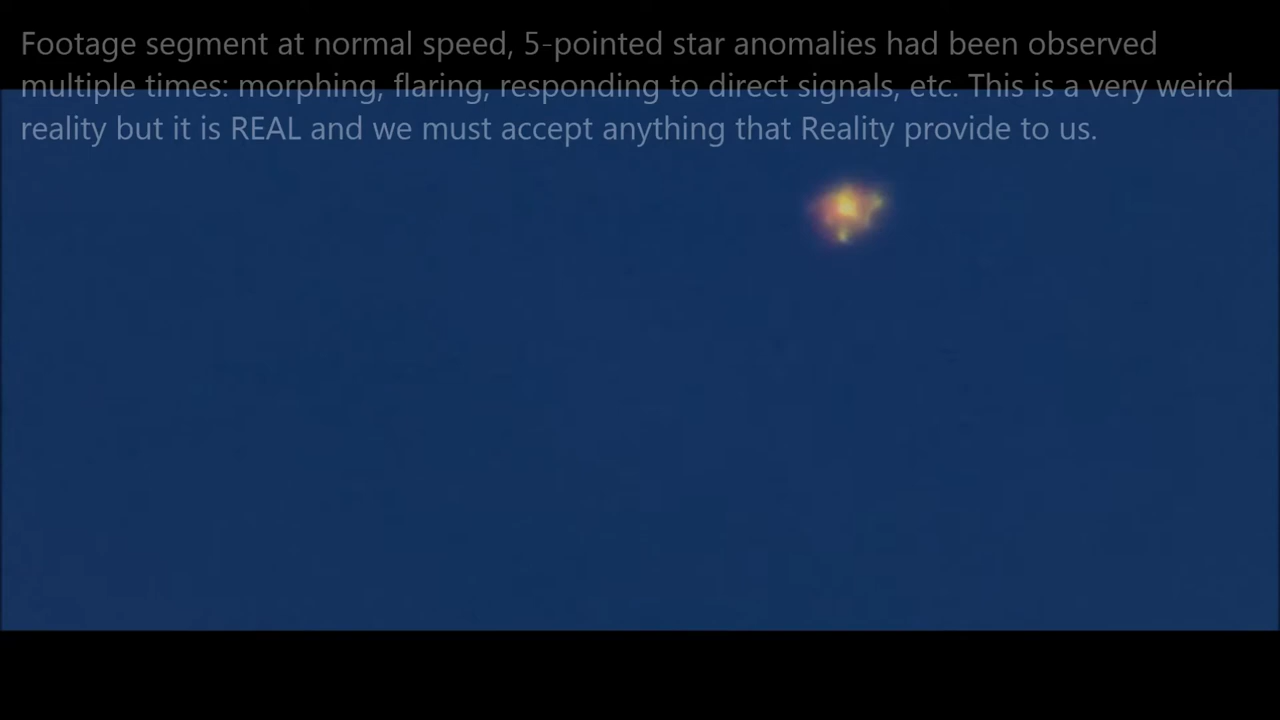 Footage segment at normal speed, 5-pointed star anomalies had been observed
multiple times: morphing, flaring, responding to direct signals, etc. This is a very weird
reality but it is REAL and we must accept anything that Reality provide to us.